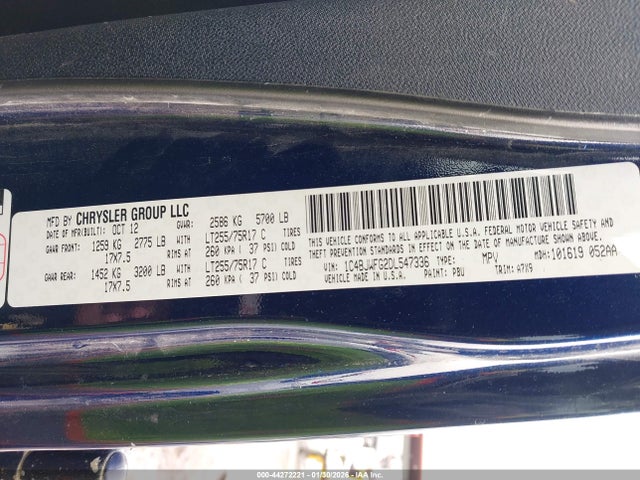 MFD BY CHRYSLER GROUP LLC
DATE OF MFR(BUILT): OCT 12 GVWR: 2586 KG 5700 LB
GAWR FRONT: 1259 KG 2775 LB WITH LT255/75R17 C TIRES
17X7.5 RIMS AT 260 KPA ( 37 PSI) COLD
GAWR REAR: 1452 KG 3200 LB WITH LT255/75R17 C TIRES
17X7.5 RIMS AT 260 KPA ( 37 PSI) COLD
THIS VEHICLE CONFORMS TO ALL APPLICABLE U.S.A. FEDERAL MOTOR VEHICLE SAFETY, BUMPER, AND
THEFT PREVENTION STANDARDS IN EFFECT ON THE DATE OF MANUFACTURE SHOWN ABOVE.
VIN: 1C4BJWFG2DL547336 TYPE: MPV MDH: 101619 052AA
VEHICLE MADE IN U.S.A. PAINT: PBU TRIM: A7X9
000-44272221 - 01/30/2026 - IAA Inc.